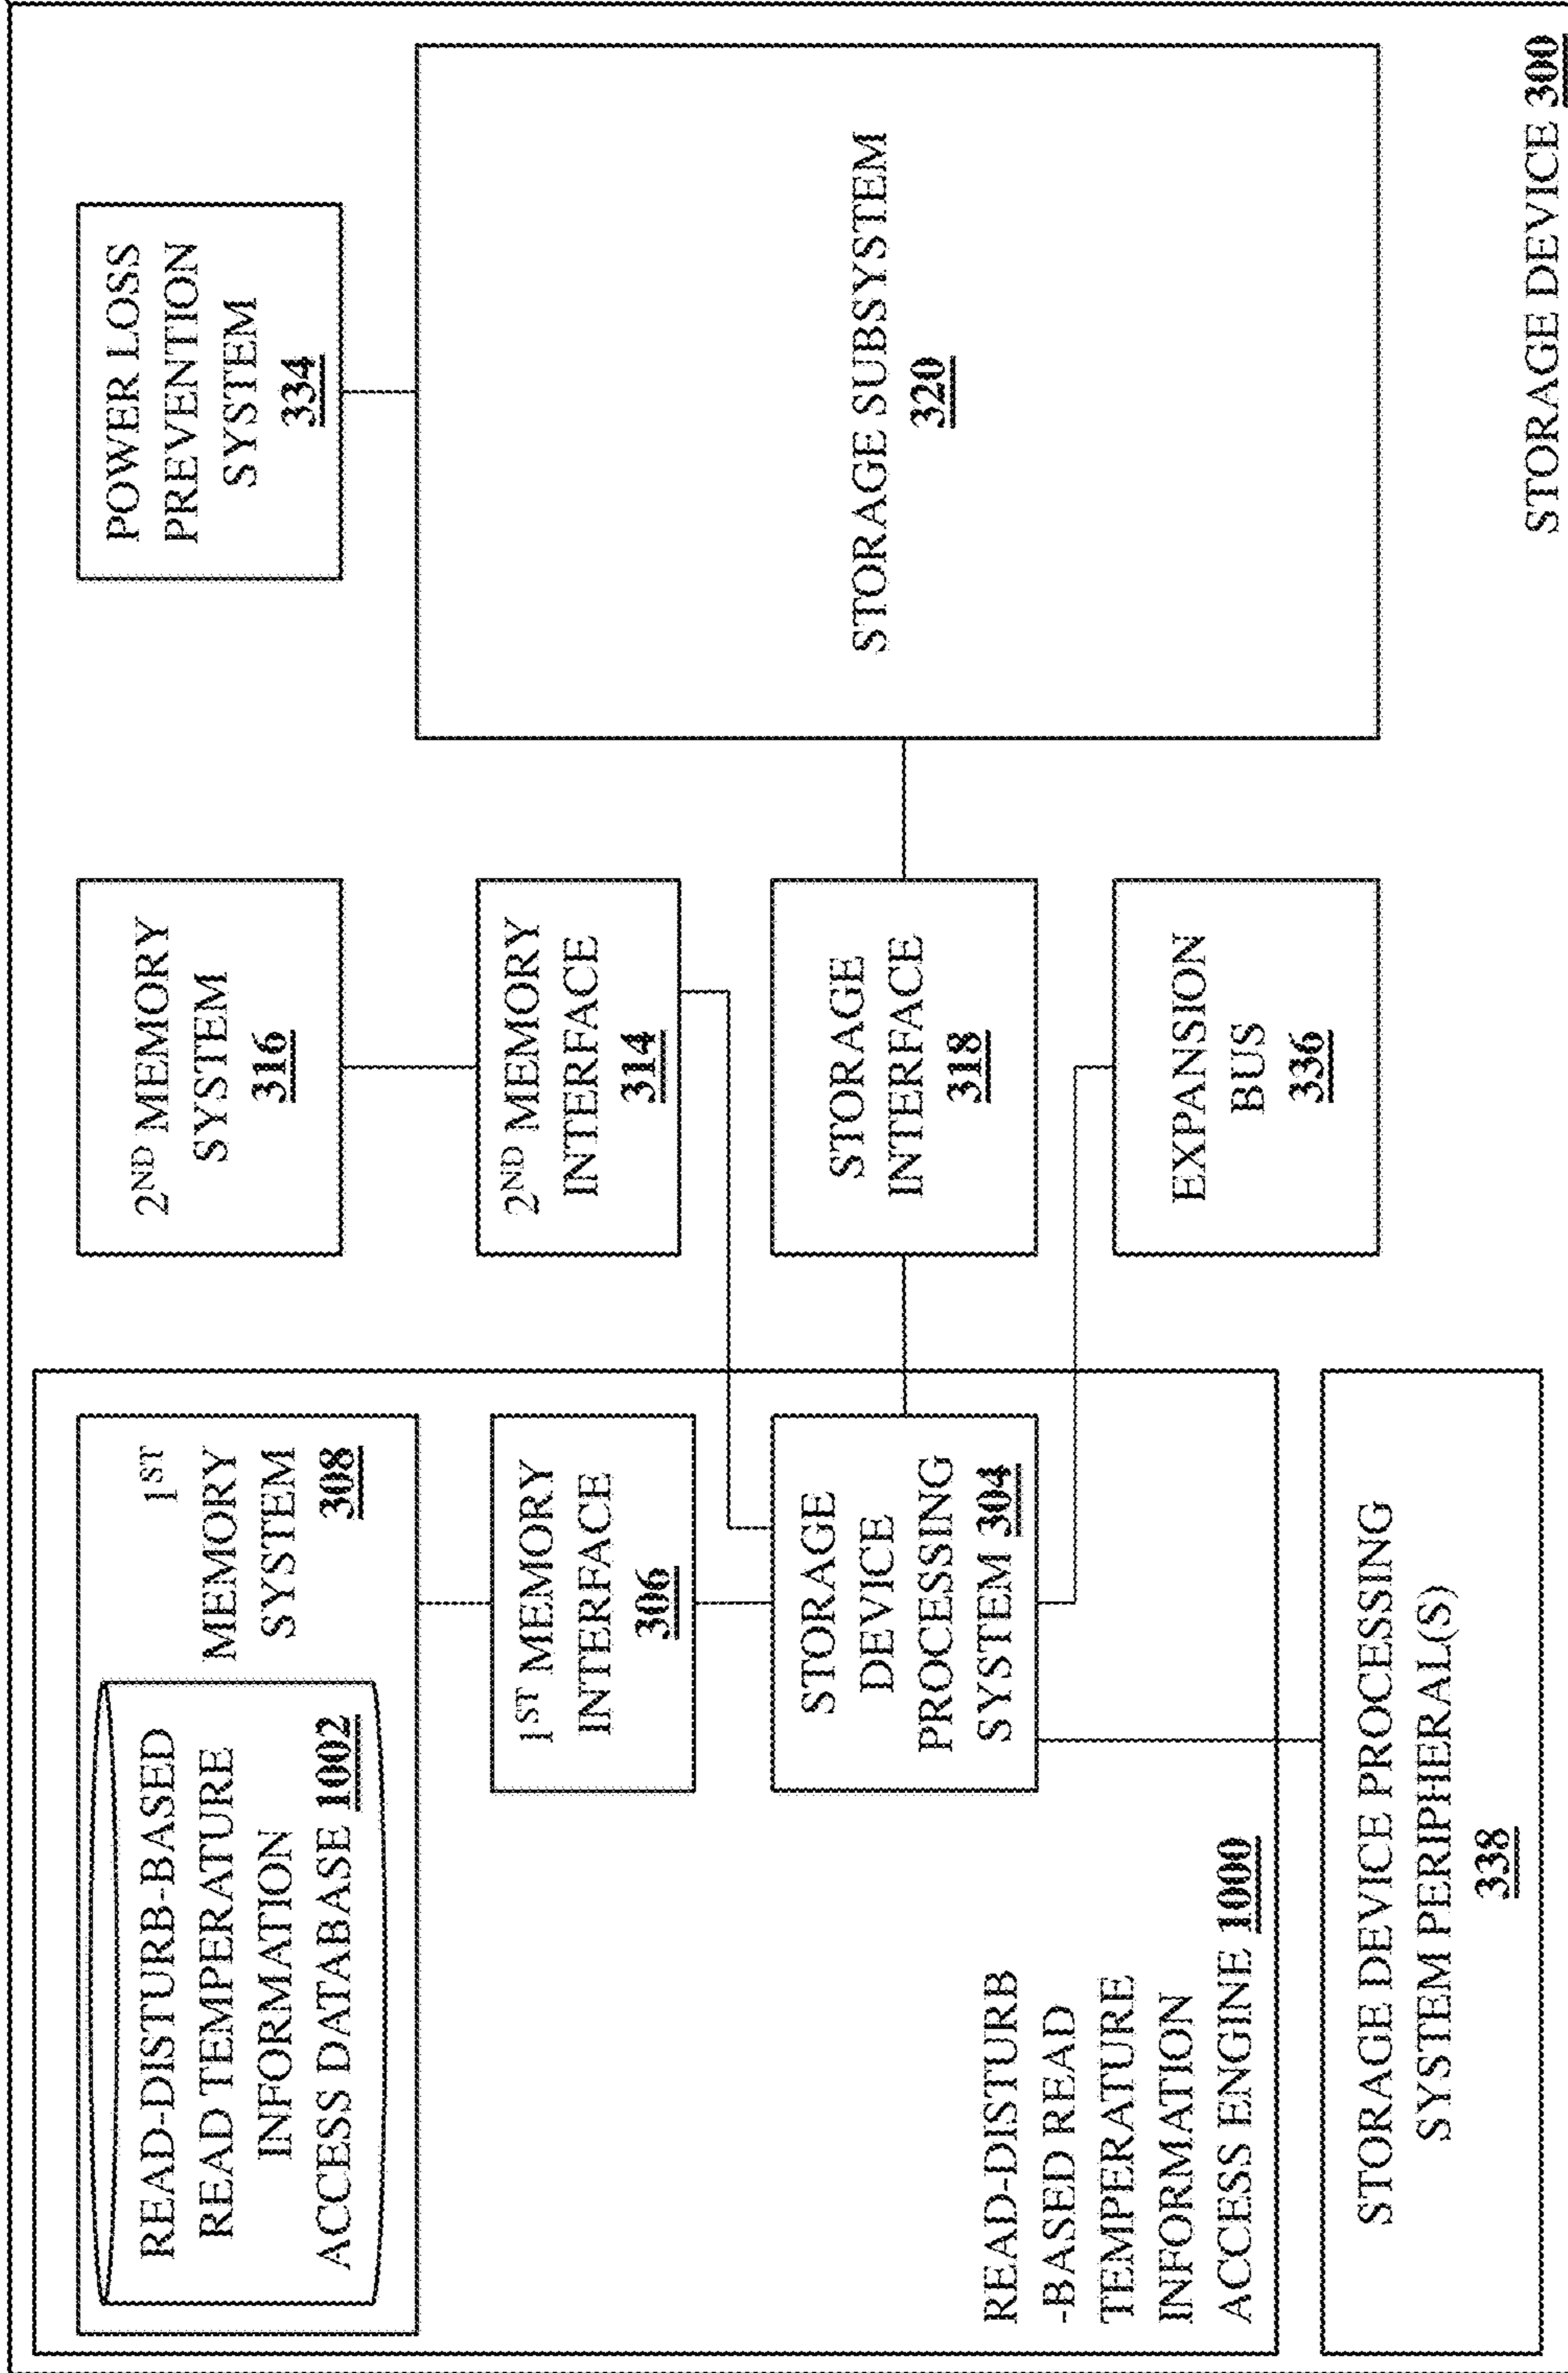 READ-DISTURB-BASED
READ TEMPERATURE
INFORMATION
ACCESS DATABASE 1002
1ST
MEMORY
SYSTEM
308
2ND MEMORY
SYSTEM
316
POWER LOSS
PREVENTION
SYSTEM
334
1ST MEMORY
INTERFACE
306
2ND MEMORY
INTERFACE
314
STORAGE
DEVICE
PROCESSING
SYSTEM 304
STORAGE
INTERFACE
318
STORAGE SUBSYSTEM
320
READ-DISTURB
-BASED READ
TEMPERATURE
INFORMATION
ACCESS ENGINE 1000
EXPANSION
BUS
336
STORAGE DEVICE PROCESSING
SYSTEM PERIPHERAL(S)
338
STORAGE DEVICE 300